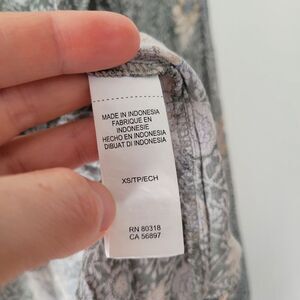 MADE IN INDONESIA
FABRIQUE EN
INDONESIE
HECHO EN INDONESIA
DIBUAT DI INDONESIA
XS/TP/ECH
RN 80318
CA 56897